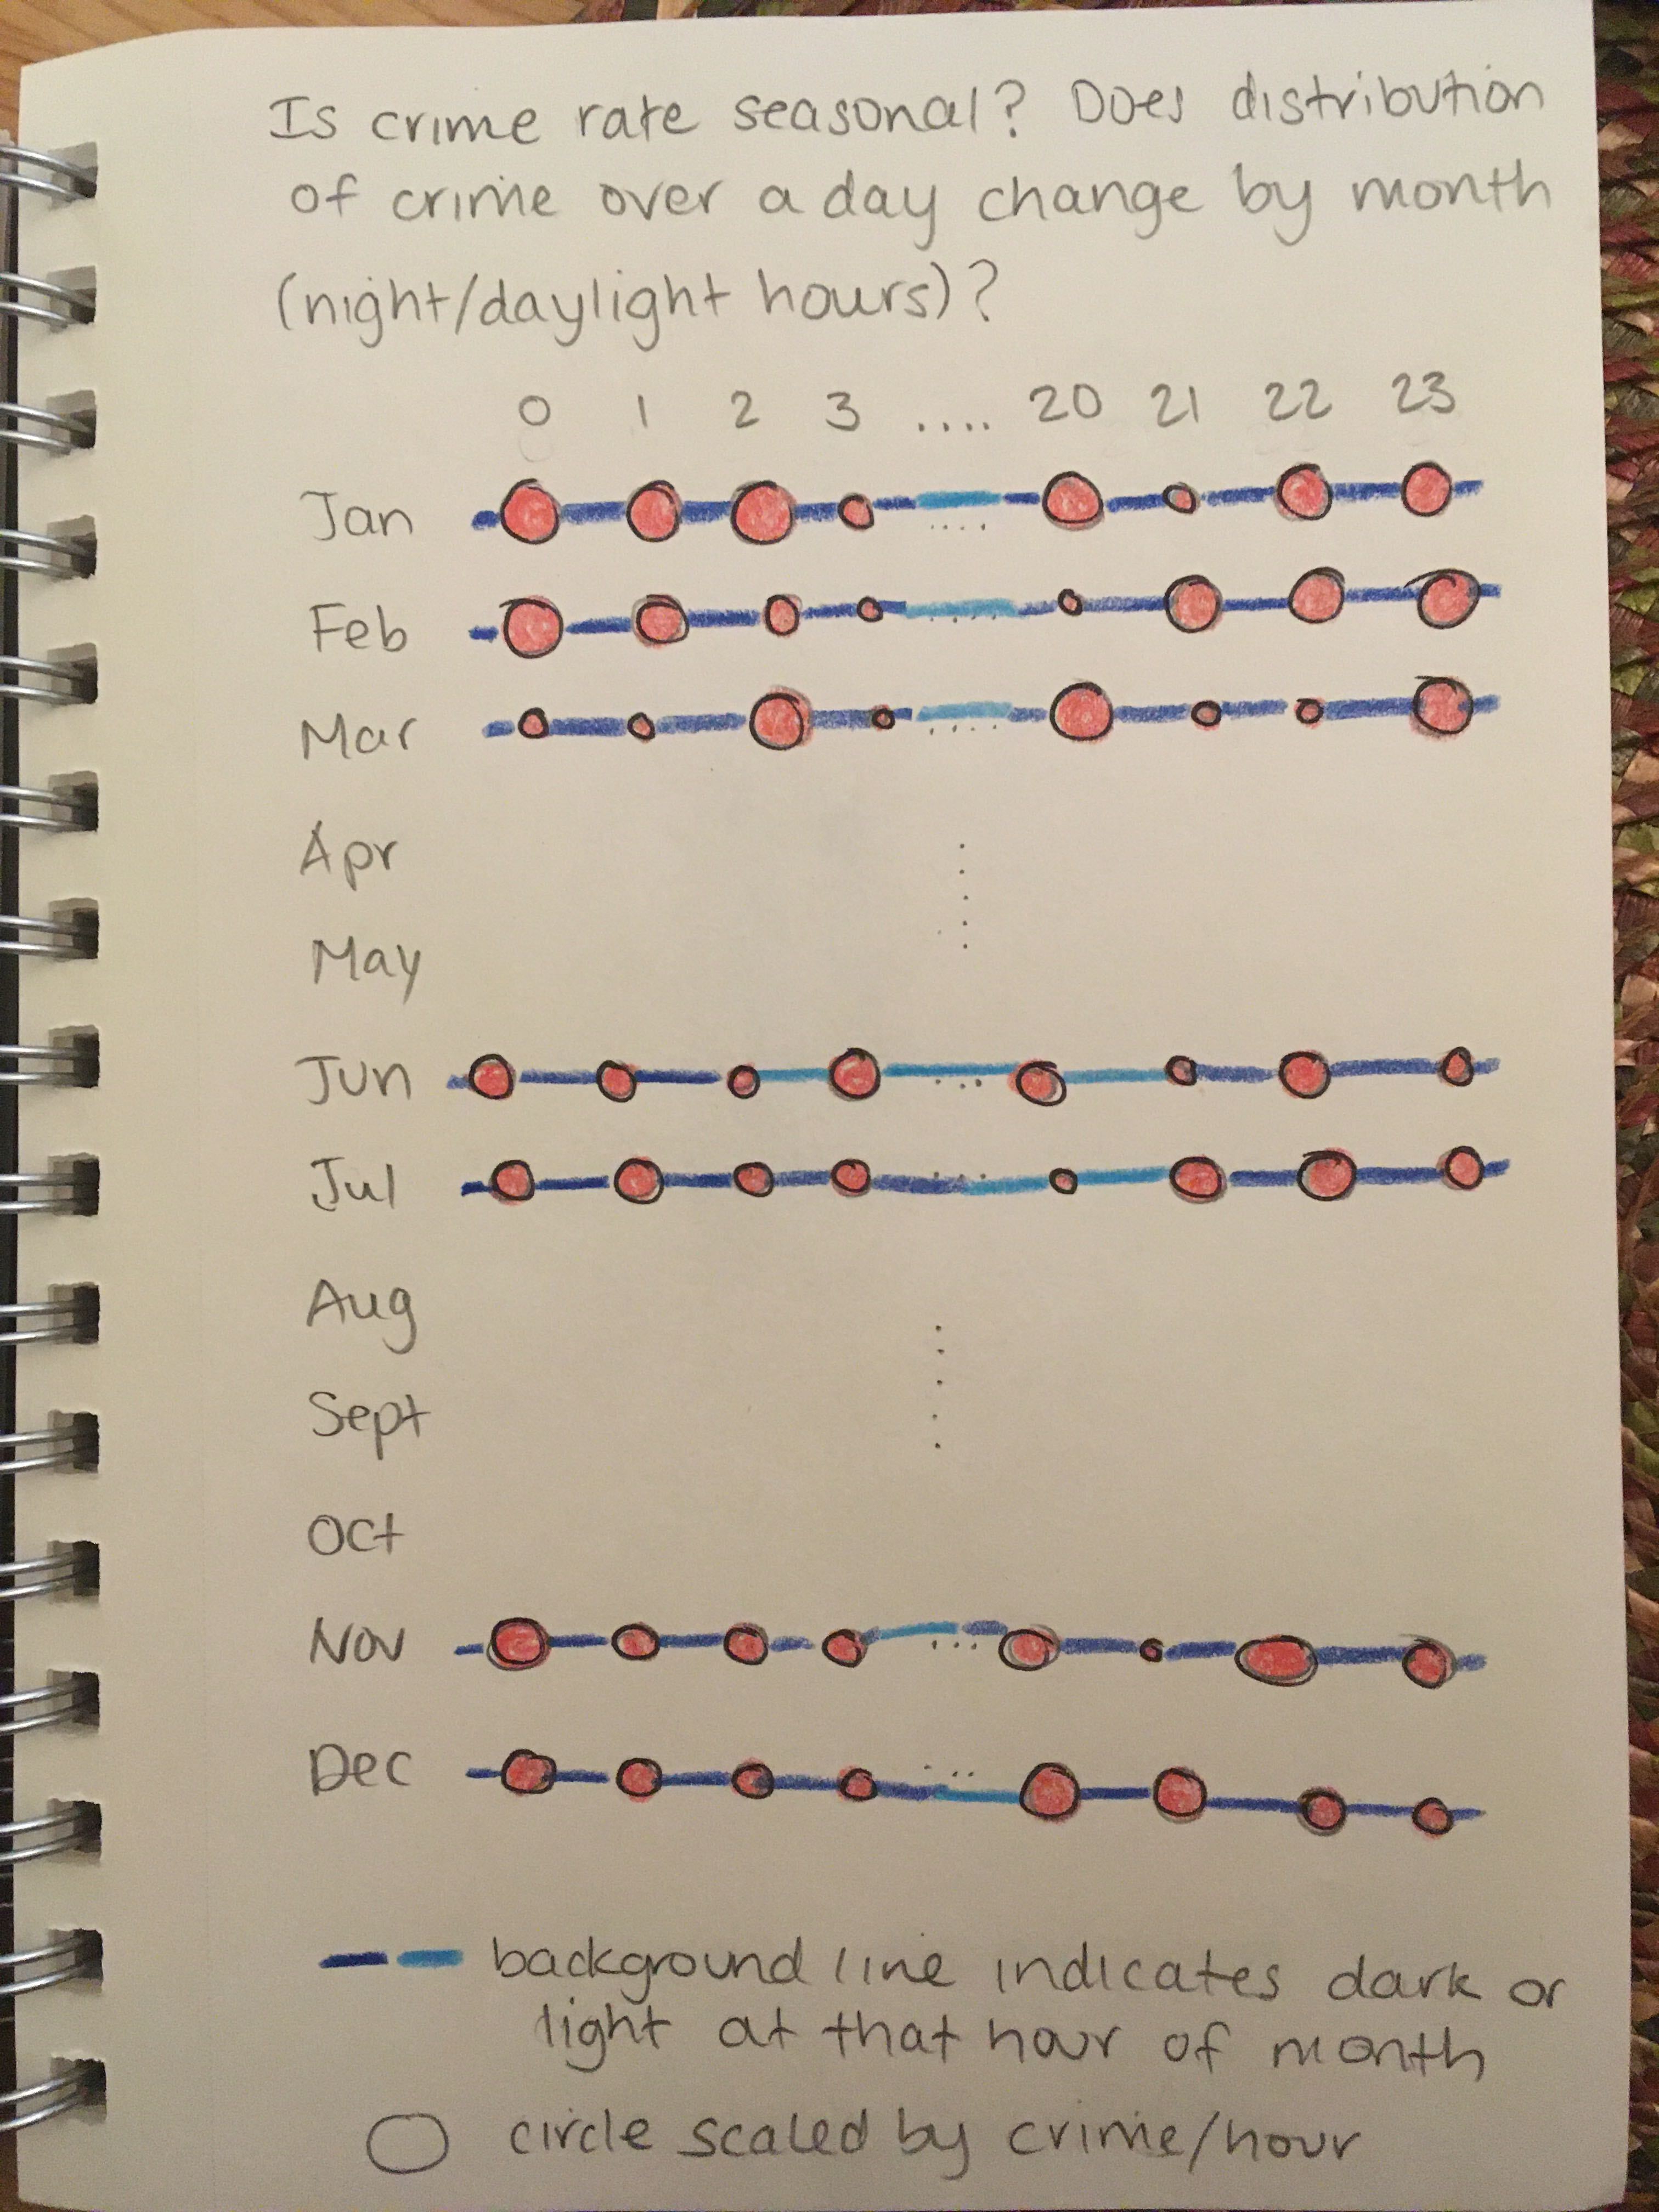 Is crime rate seasonal? Does distribution
of crime over a day change by month
(night/daylight hours)?
0 1 2 3 .... 20 21 22 23
Jan ....
Feb ....
Mar ....
Apr
May
Jun ....
Jul ....
Aug
Sept
Oct
Nov ....
Dec ....
background line indicates dark or
light at that hour of month
circle scaled by crime/hour